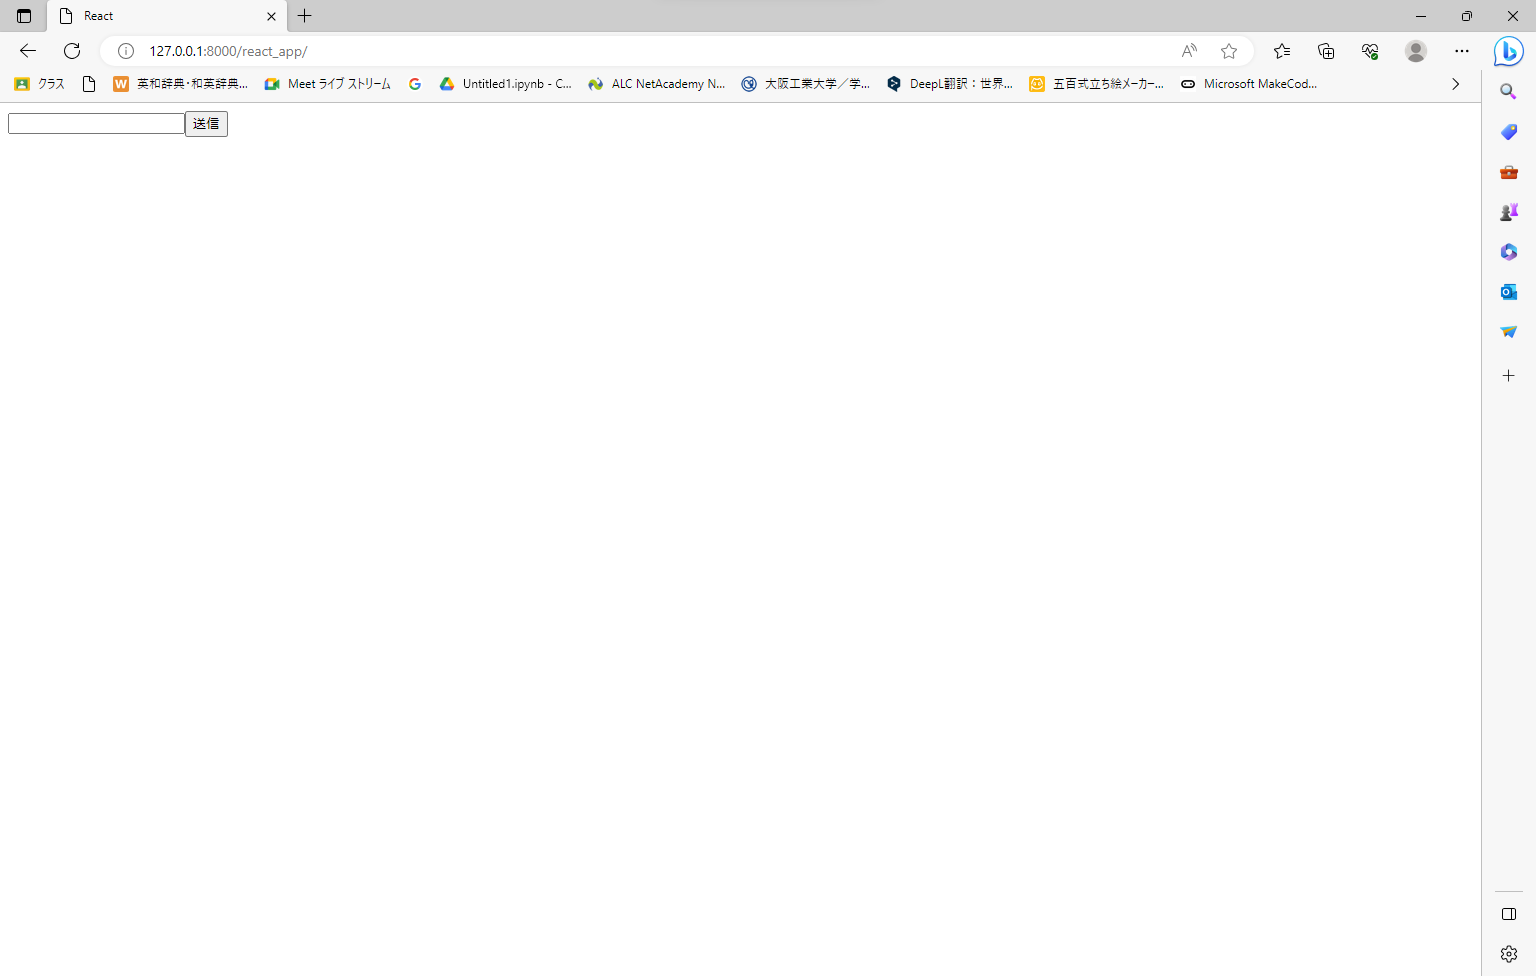 React
127.0.0.1:8000/react_app/
クラス
英和辞典・和英辞典...
Meet ライブ ストリーム
Untitled1.ipynb - C...
ALC NetAcademy N...
大阪工業大学／学...
DeepL翻訳：世界...
五百式立ち絵メーカー...
Microsoft MakeCod...
送信